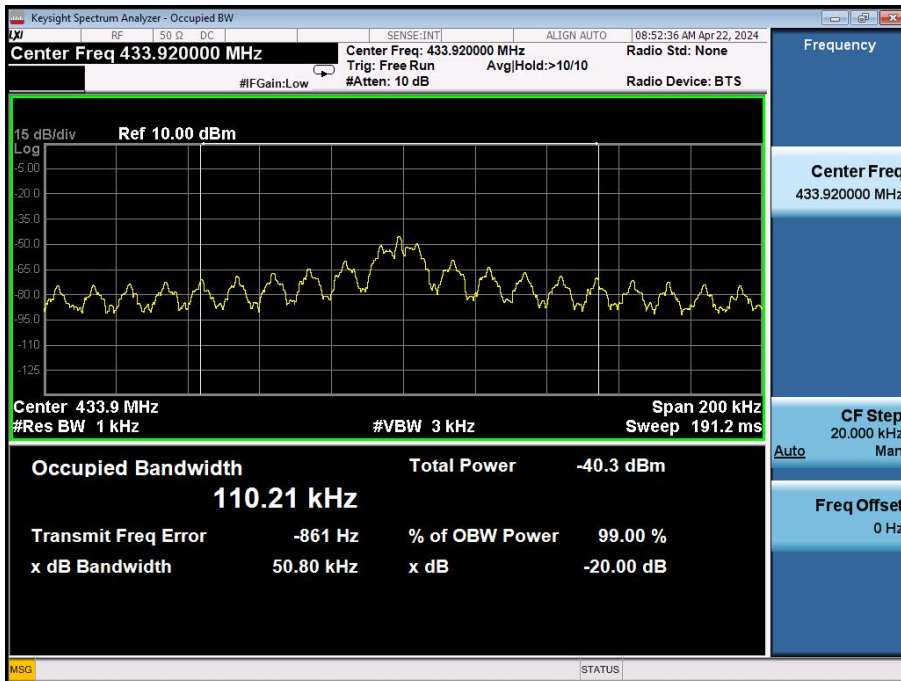 Keysight Spectrum Analyzer - Occupied BW
LXI RF 50 Ω DC SENSE:INT ALIGN AUTO 08:52:36 AM Apr 22, 2024
Center Freq 433.920000 MHz
Center Freq: 433.920000 MHz Radio Std: None
Trig: Free Run Avg|Hold:>10/10
#IFGain:Low #Atten: 10 dB Radio Device: BTS
15 dB/div Ref 10.00 dBm
Log
-5.00
-20.0
-35.0
-50.0
-65.0
-80.0
-95.0
-110
-125
Center 433.9 MHz Span 200 kHz
#Res BW 1 kHz #VBW 3 kHz Sweep 191.2 ms
Occupied Bandwidth Total Power -40.3 dBm
110.21 kHz
Transmit Freq Error -861 Hz % of OBW Power 99.00 %
x dB Bandwidth 50.80 kHz x dB -20.00 dB
Frequency
Center Freq
433.920000 MHz
CF Step
20.000 kHz
Auto Man
Freq Offset
0 Hz
MSG STATUS